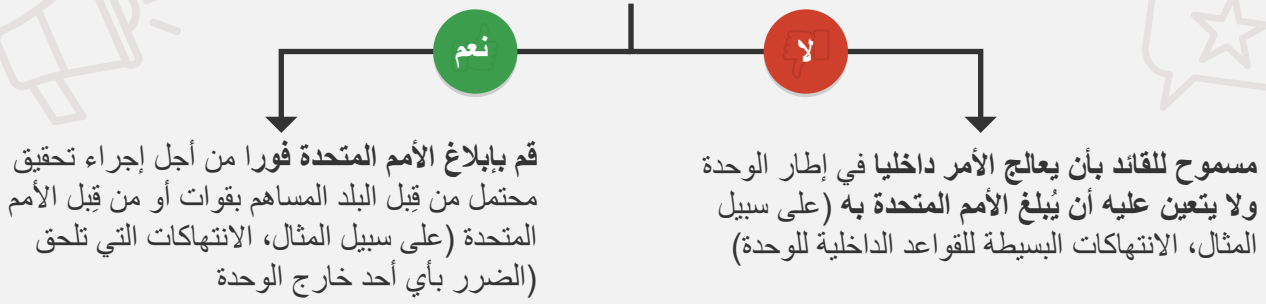 لا
مسموح للقائد بأن يعالج الأمر داخليا في إطار الوحدة
ولا يتعين عليه أن يُبلغ الأمم المتحدة به (على سبيل
المثال، الانتهاكات البسيطة للقواعد الداخلية للوحدة)
نعم
قم بإبلاغ الأمم المتحدة فورا من أجل إجراء تحقيق
محتمل من قِبل البلد المساهم بقوات أو من قِبل الأمم
المتحدة (على سبيل المثال، الانتهاكات التي تلحق
(الضرر بأي أحد خارج الوحدة